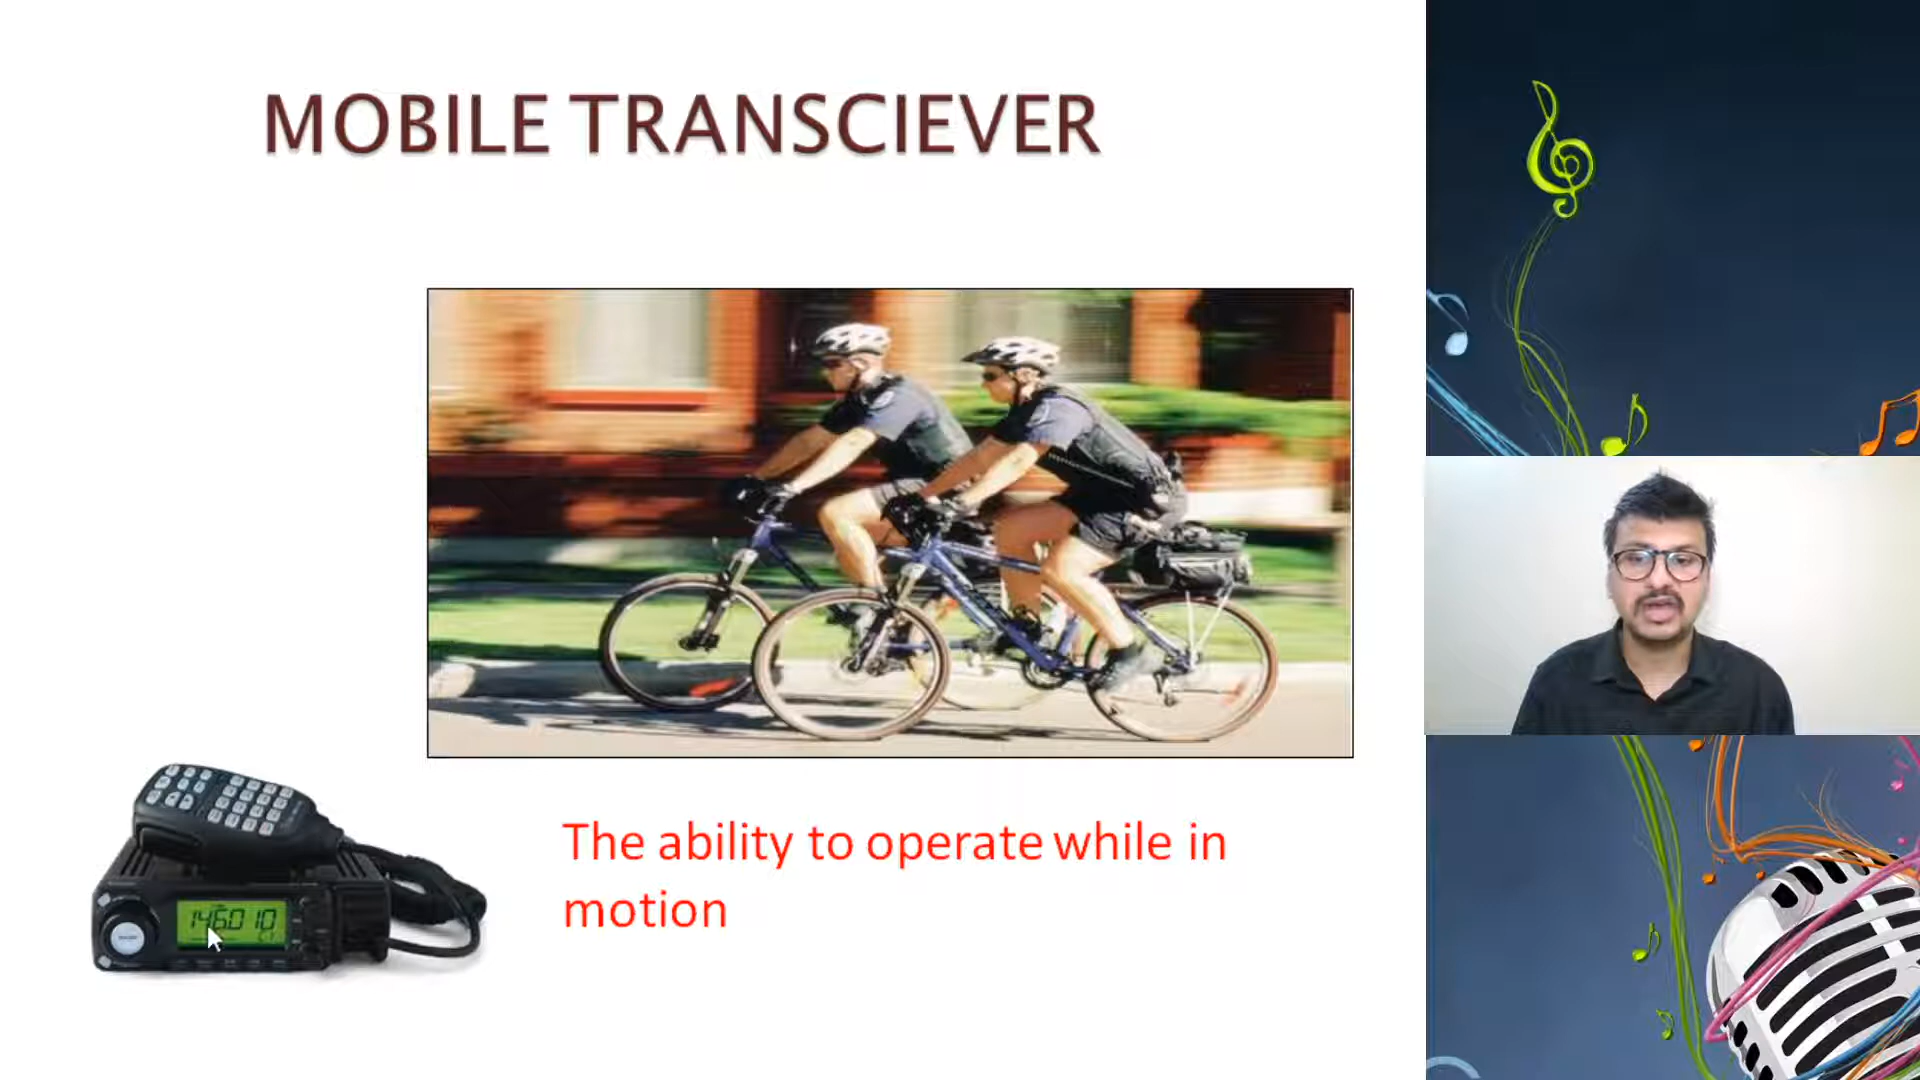 MOBILE TRANSCIEVER
The ability to operate while in
motion
146.010